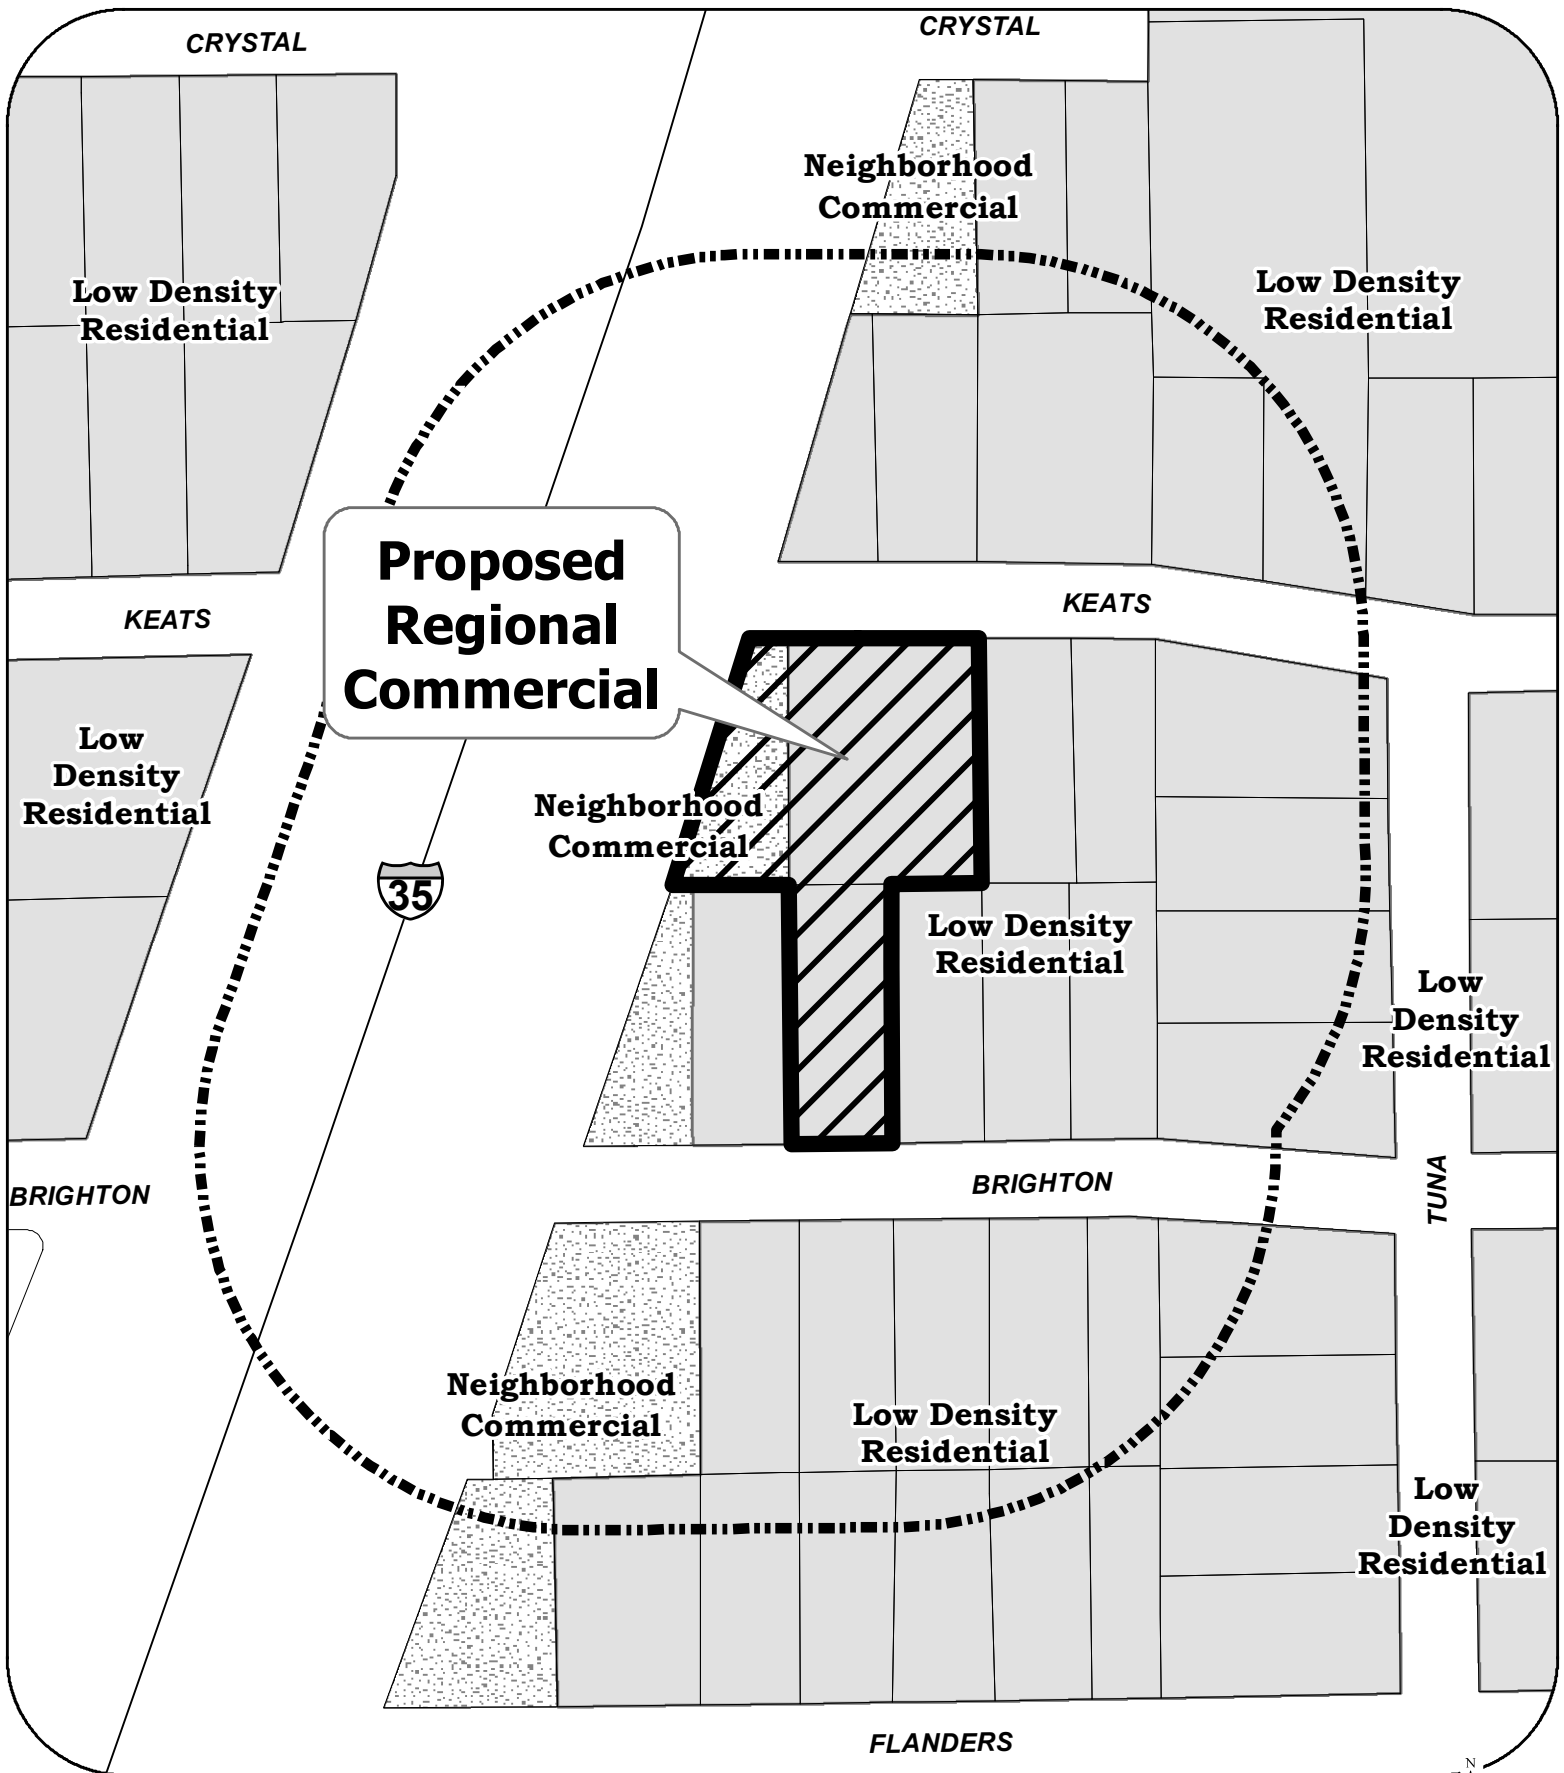 CRYSTAL
CRYSTAL
Neighborhood
Commercial
Low Density
Residential
Low Density
Residential
Proposed
Regional
Commercial
KEATS
KEATS
Low
Density
Residential
Neighborhood
Commercial
35
Low Density
Residential
Low
Density
Residential
BRIGHTON
BRIGHTON
TUNA
Neighborhood
Commercial
Low Density
Residential
Low
Density
Residential
FLANDERS
N